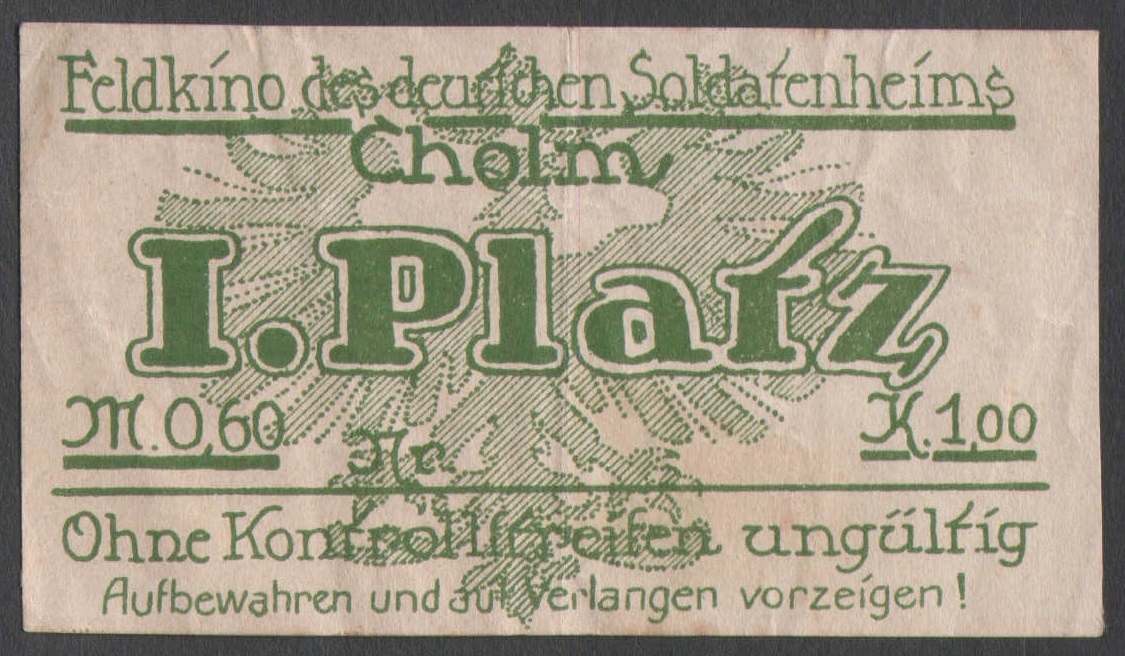 Feldkino des deutschen Soldatenheims
Cholm
I. Platz
M. 0,60 K. 1,00
Nr.
Ohne Kontrollstreifen ungültig
Aufbewahren und auf Verlangen vorzeigen!